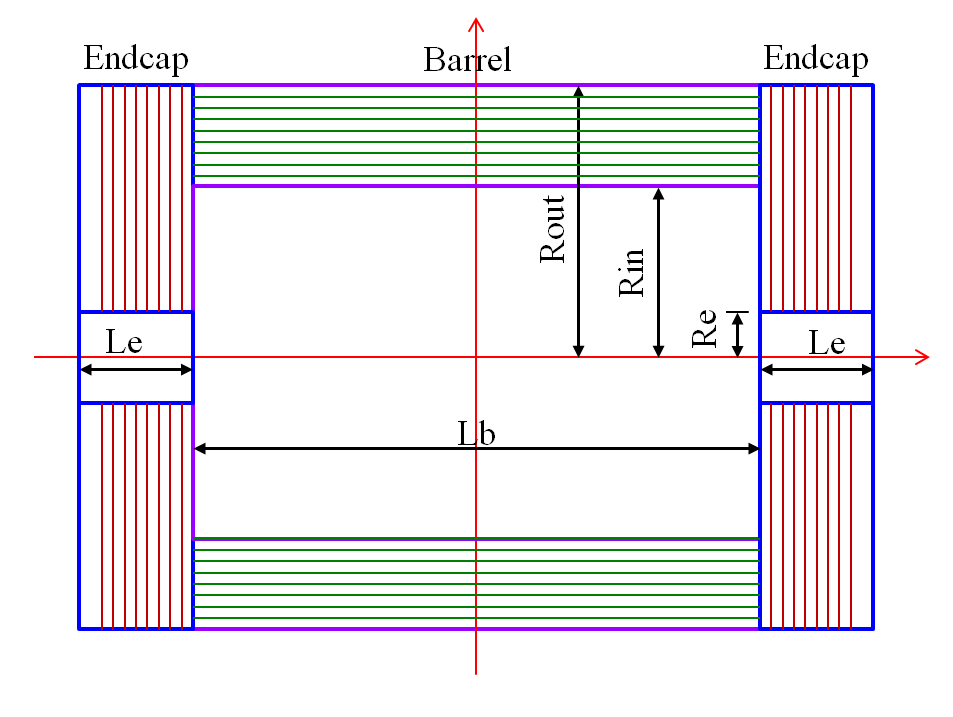 Endcap
Barrel
Endcap
Rout
Rin
Re
Le
Le
Lb